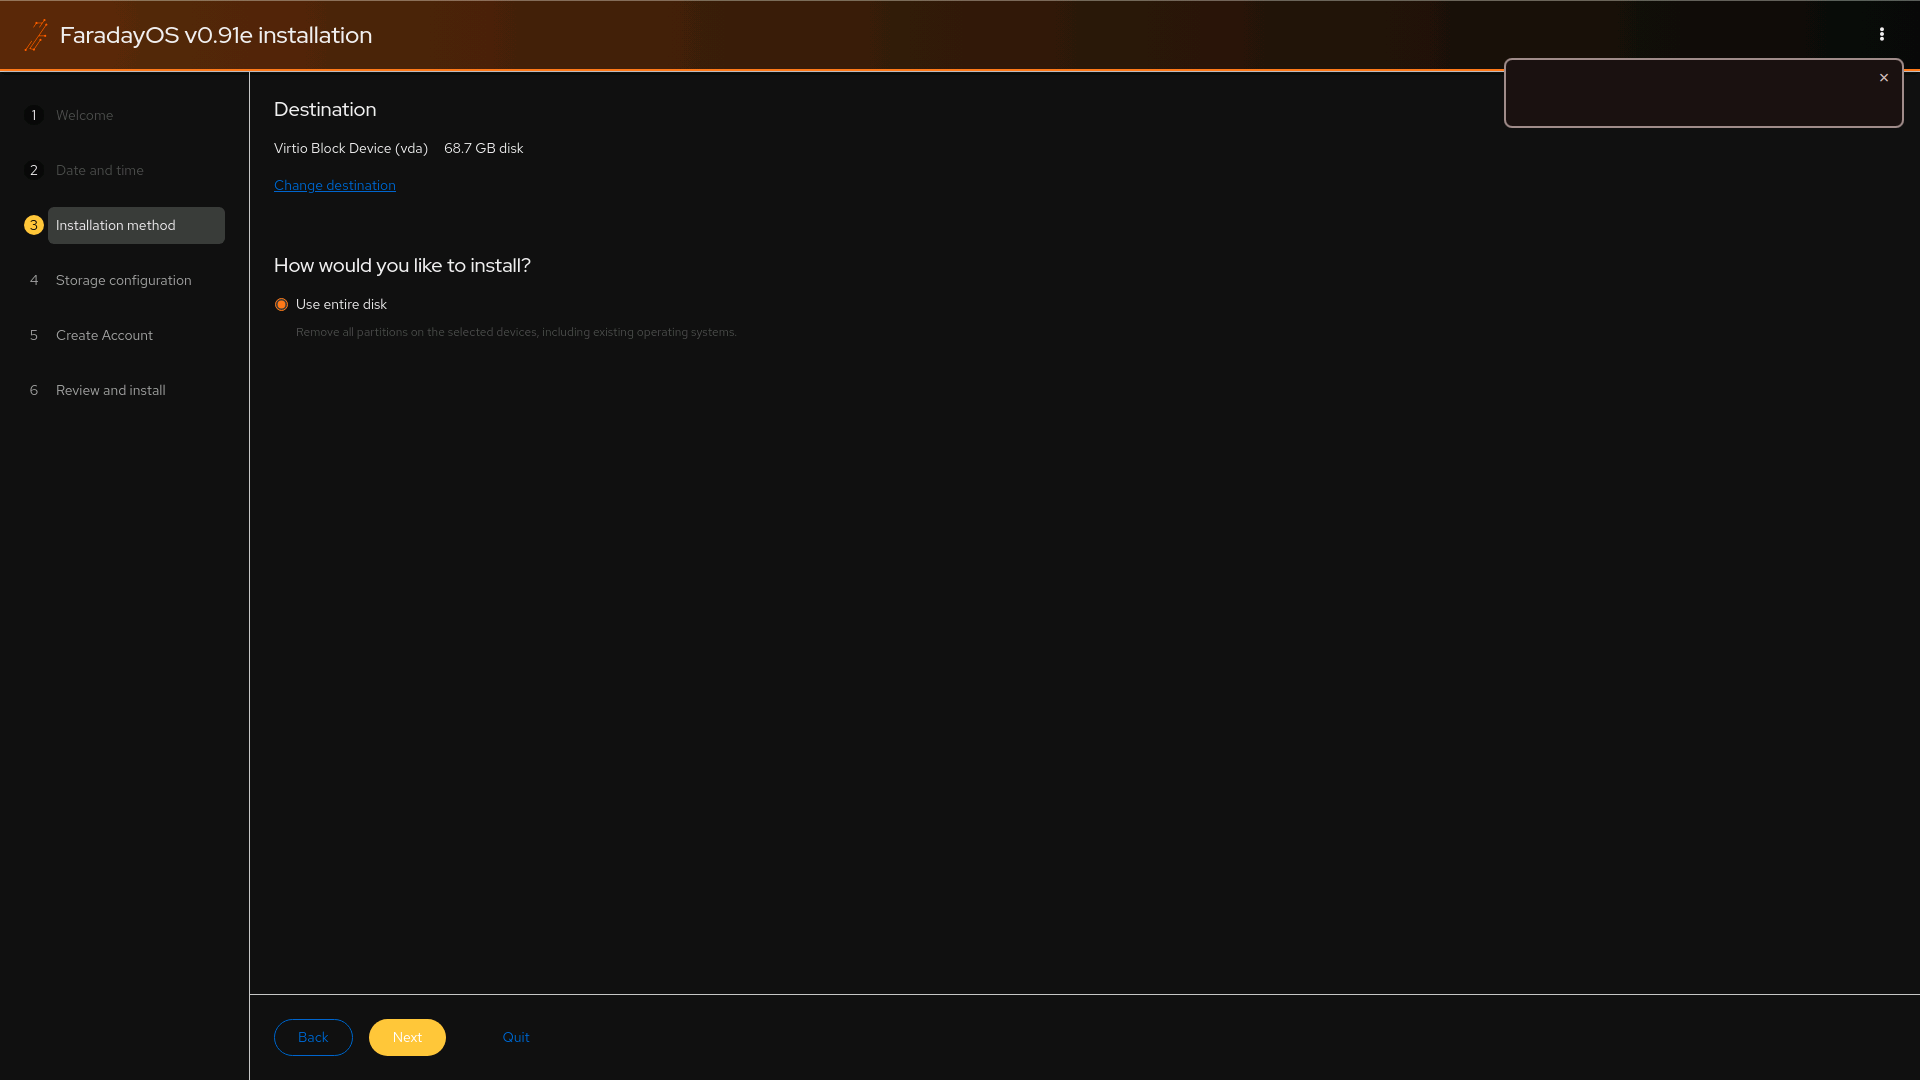 FaradayOS v0.91e installation
1 Welcome
2 Date and time
3 Installation method
4 Storage configuration
5 Create Account
6 Review and install
Destination
Virtio Block Device (vda) 68.7 GB disk
Change destination
How would you like to install?
Use entire disk
Remove all partitions on the selected devices, including existing operating systems.
Back Next Quit